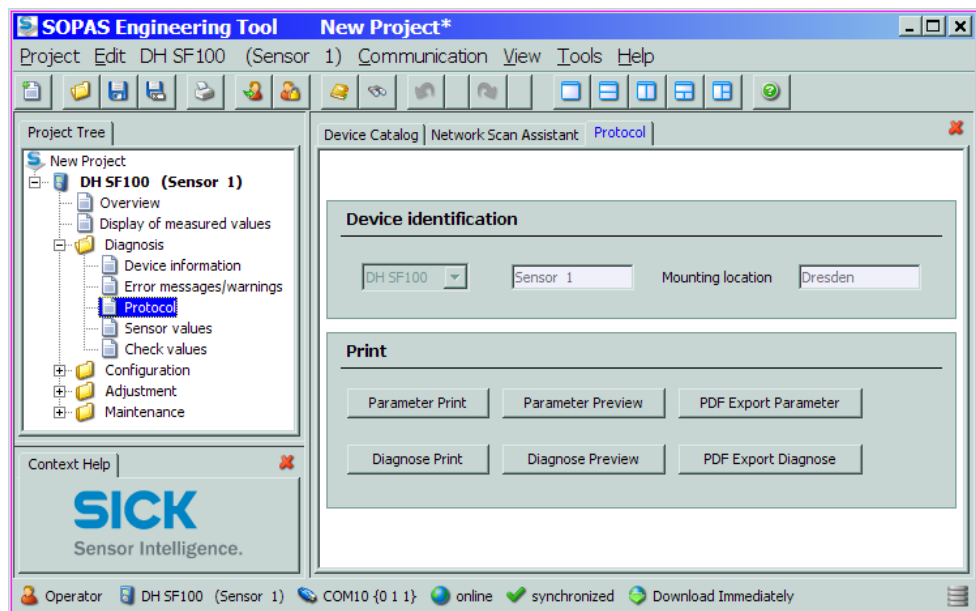 SOPAS Engineering Tool New Project*
Project Edit DH SF100 (Sensor 1) Communication View Tools Help
Project Tree
New Project
DH SF100 (Sensor 1)
Overview
Display of measured values
Diagnosis
Device information
Error messages/warnings
Protocol
Sensor values
Check values
Configuration
Adjustment
Maintenance
Context Help
SICK
Sensor Intelligence.
Device Catalog Network Scan Assistant Protocol
Device identification
DH SF100 Sensor 1 Mounting location Dresden
Print
Parameter Print Parameter Preview PDF Export Parameter
Diagnose Print Diagnose Preview PDF Export Diagnose
Operator DH SF100 (Sensor 1) COM10 {0 1 1} online synchronized Download Immediately